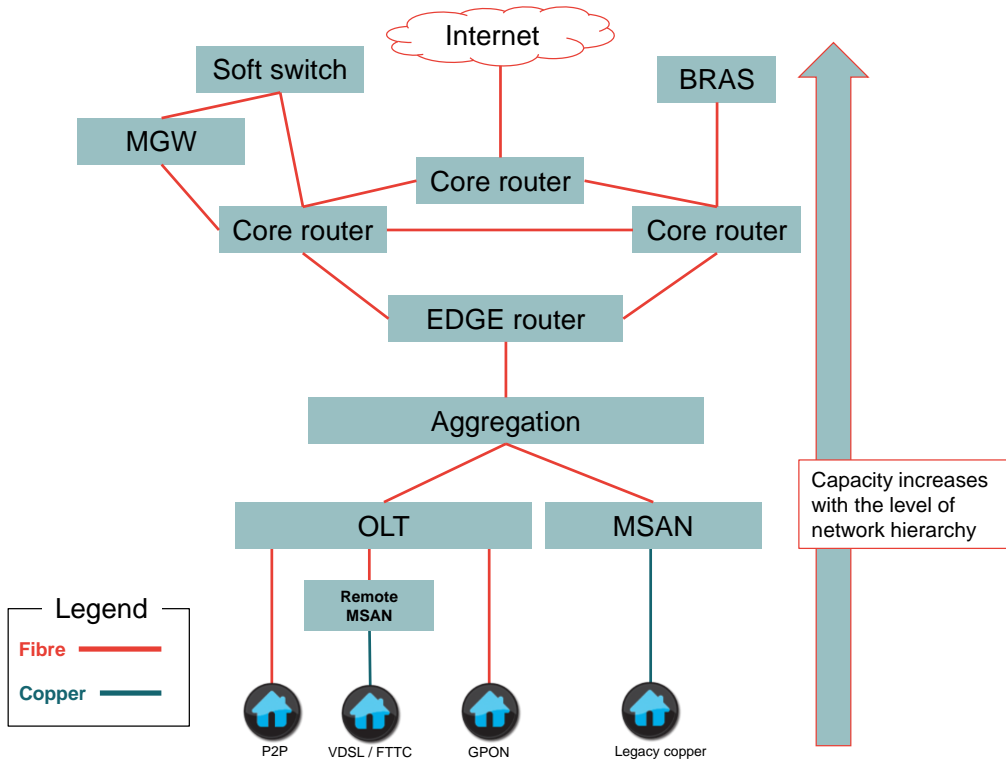 Internet
Soft switch
BRAS
MGW
Core router
Core router
Core router
EDGE router
Aggregation
Capacity increases
with the level of
network hierarchy
OLT
MSAN
Remote
MSAN
Legend
Fibre
Copper
P2P
VDSL / FTTC
GPON
Legacy copper